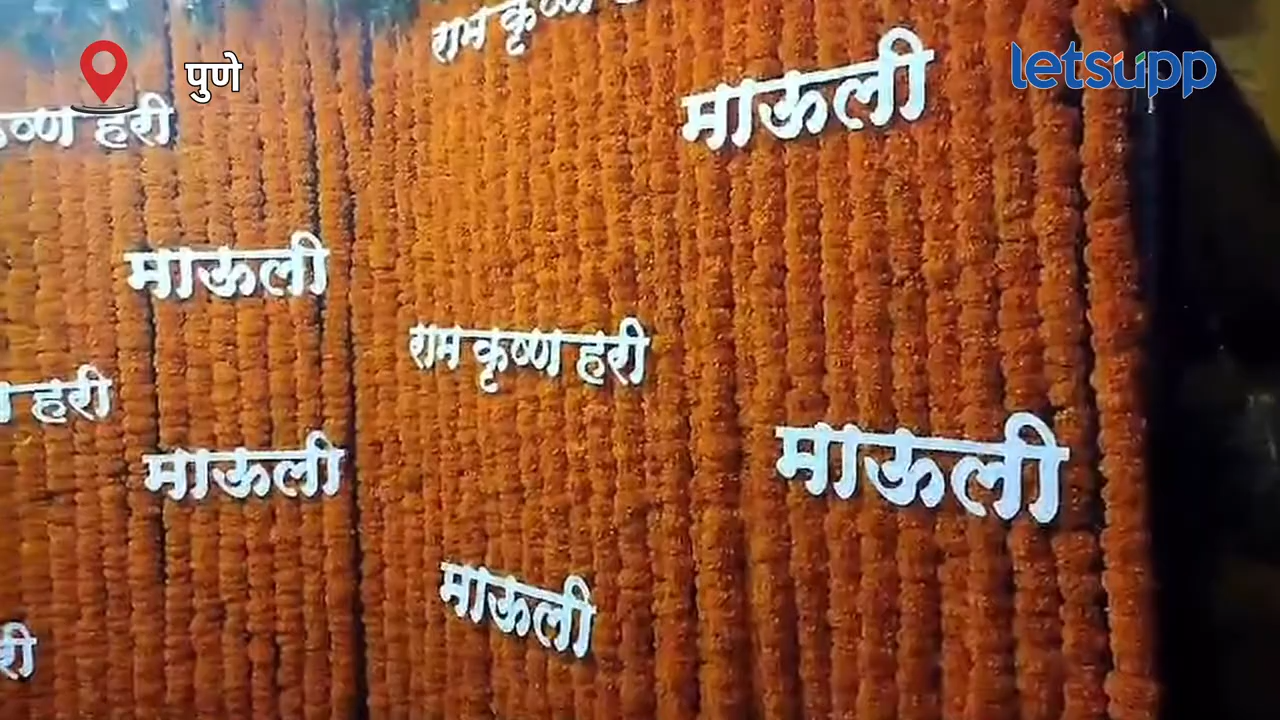 राम कृष्ण
letsupp
पुणे
माऊली
कृष्ण हरी
माऊली
राम कृष्ण हरी
हरी
माऊली
माऊली
माऊली